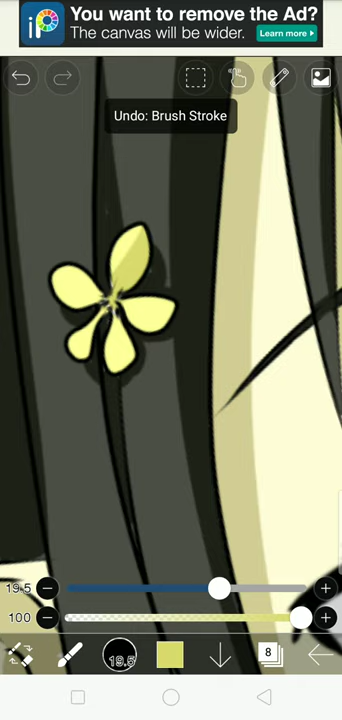 iP
You want to remove the Ad?
The canvas will be wider.
Learn more
Undo: Brush Stroke
19.5
100
19.5
8